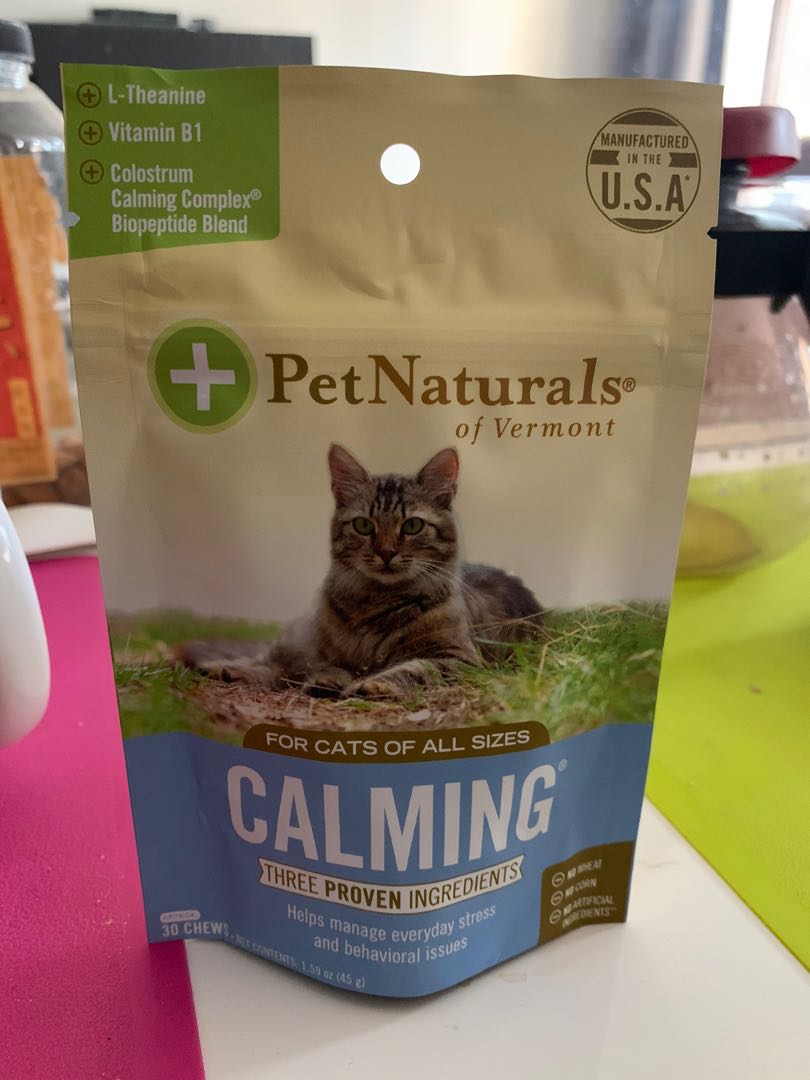 L-Theanine
Vitamin B1
Colostrum
Calming Complex®
Biopeptide Blend
MANUFACTURED
IN THE
U.S.A*
PetNaturals®
of Vermont
FOR CATS OF ALL SIZES
CALMING®
THREE PROVEN INGREDIENTS
Helps manage everyday stress
and behavioral issues
NO WHEAT
NO CORN
NO ARTIFICIAL
INGREDIENTS**
APPROX
30 CHEWS - NET CONTENTS: 1.59 oz (45 g)